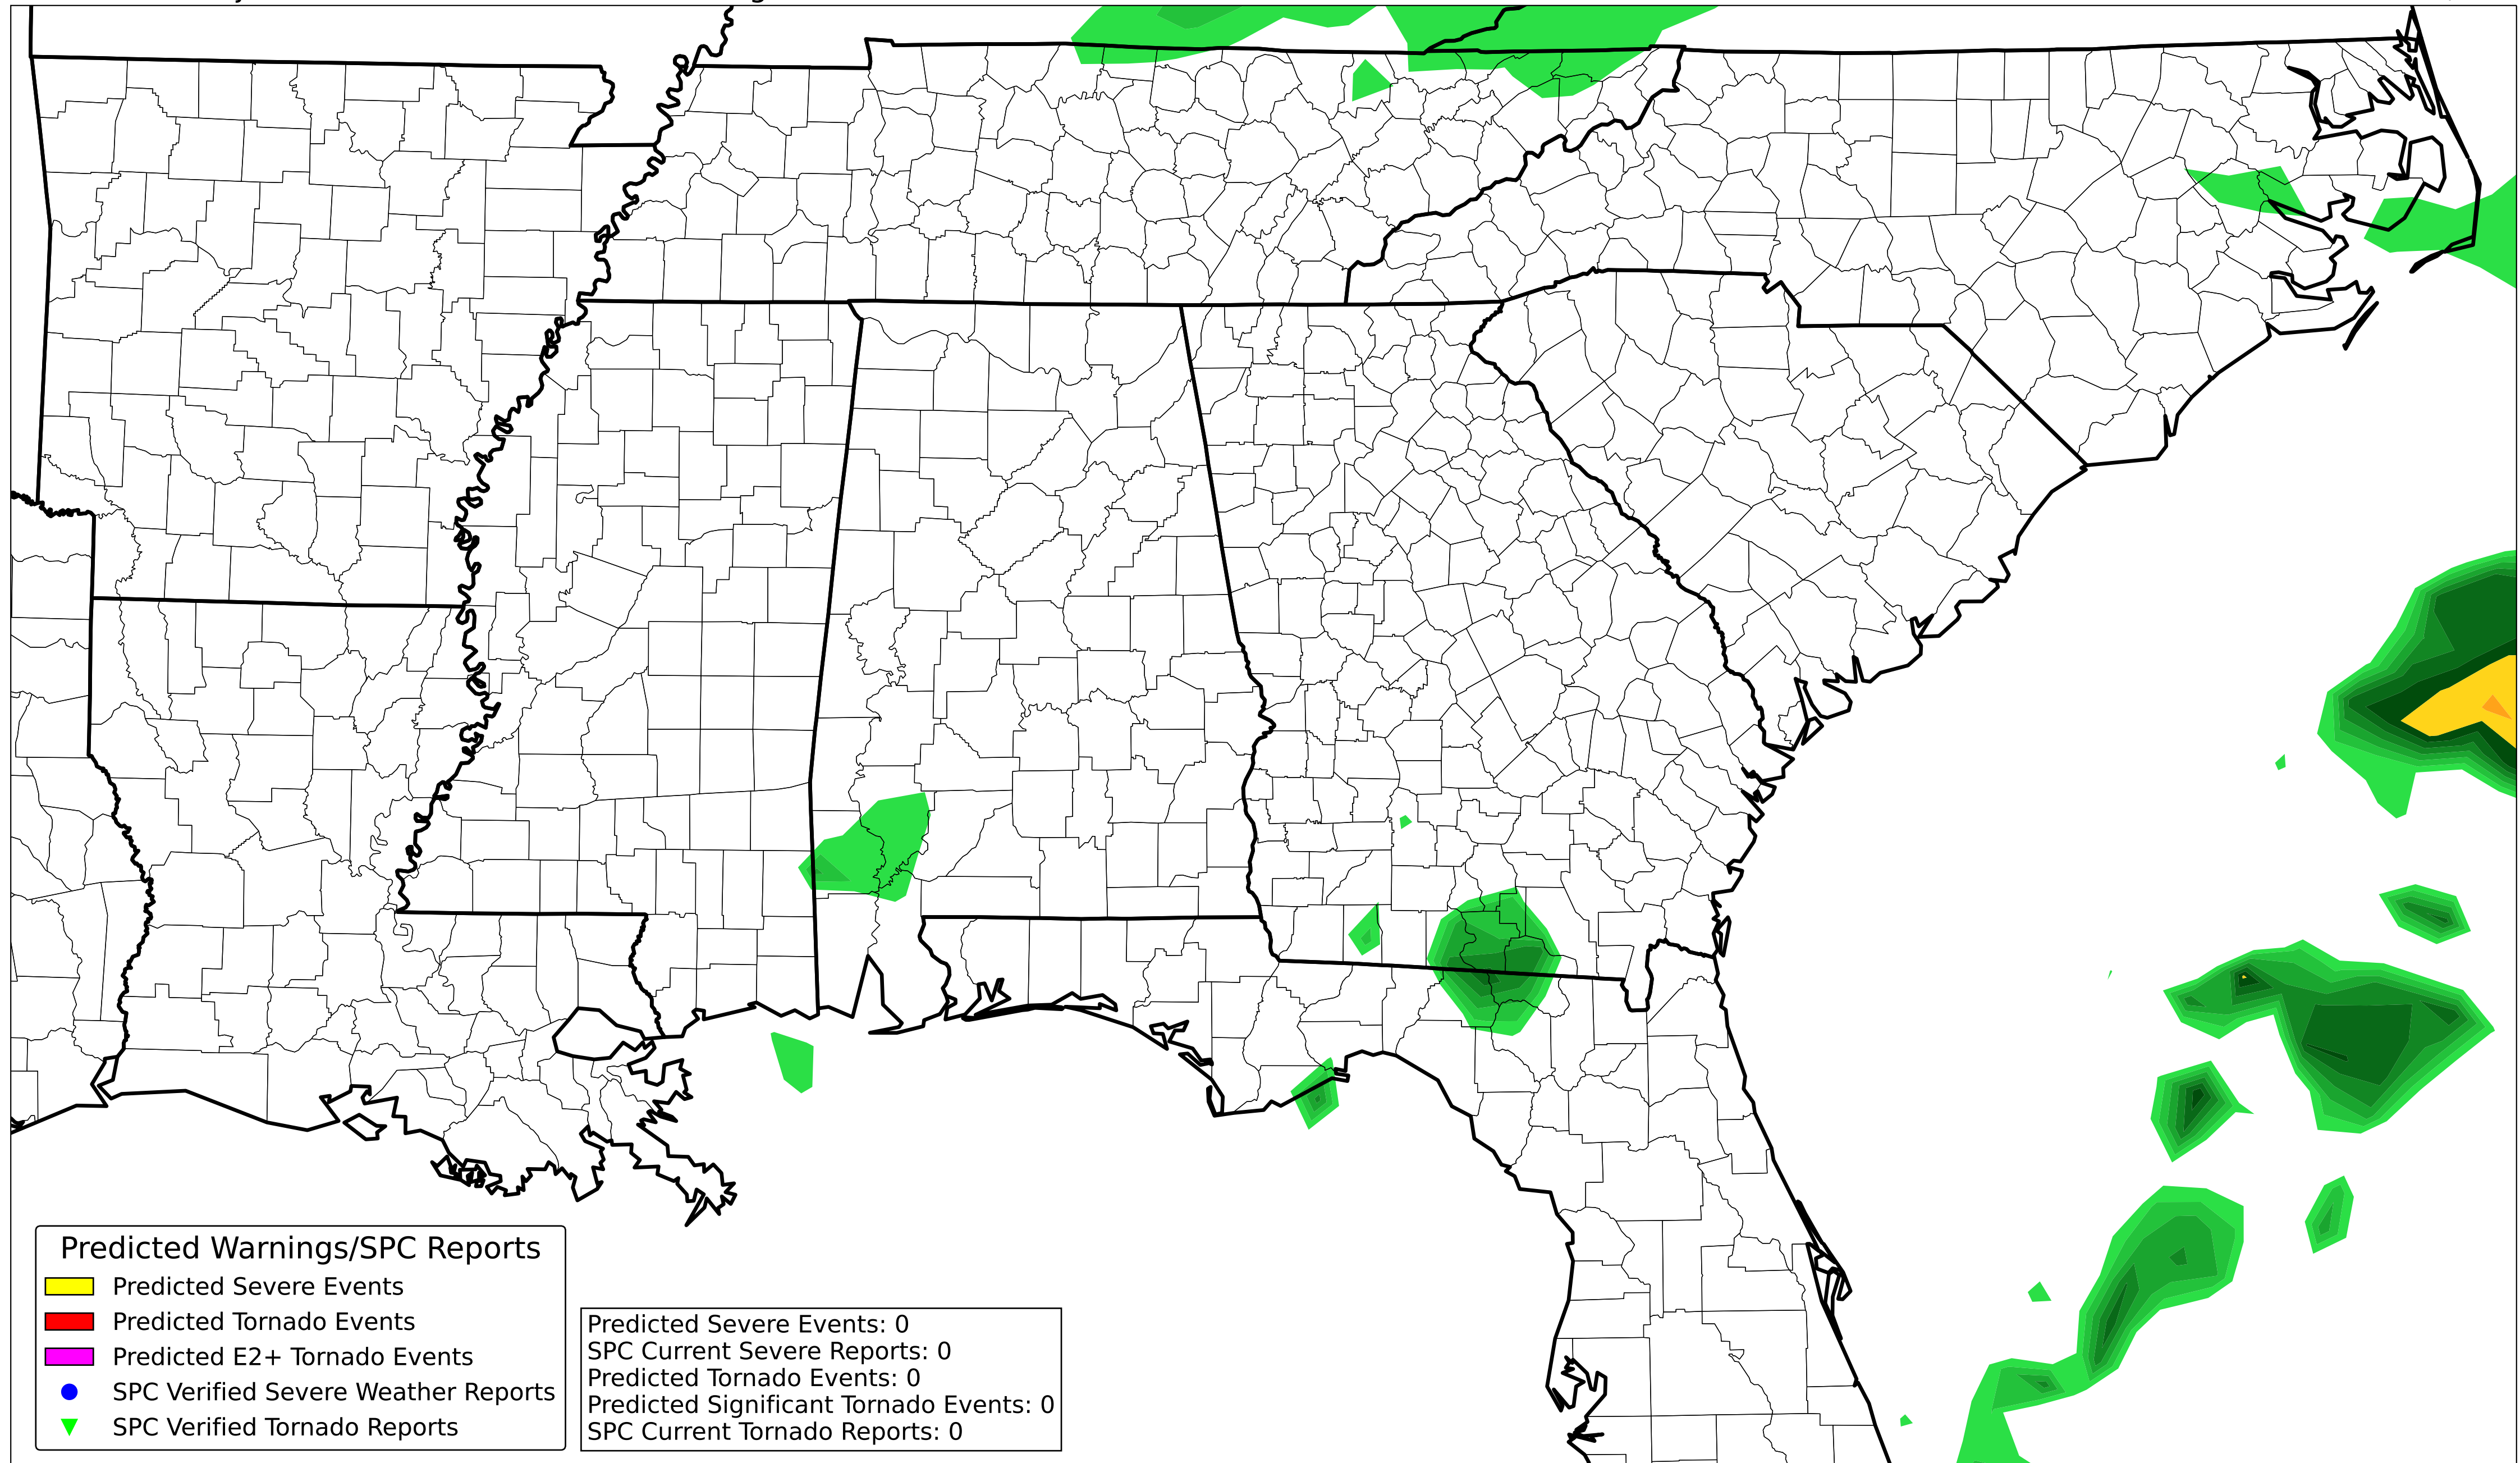 Predicted Warnings/SPC Reports
Predicted Severe Events
Predicted Tornado Events
Predicted E2+ Tornado Events
SPC Verified Severe Weather Reports
SPC Verified Tornado Reports
Predicted Severe Events: 0
SPC Current Severe Reports: 0
Predicted Tornado Events: 0
Predicted Significant Tornado Events: 0
SPC Current Tornado Reports: 0